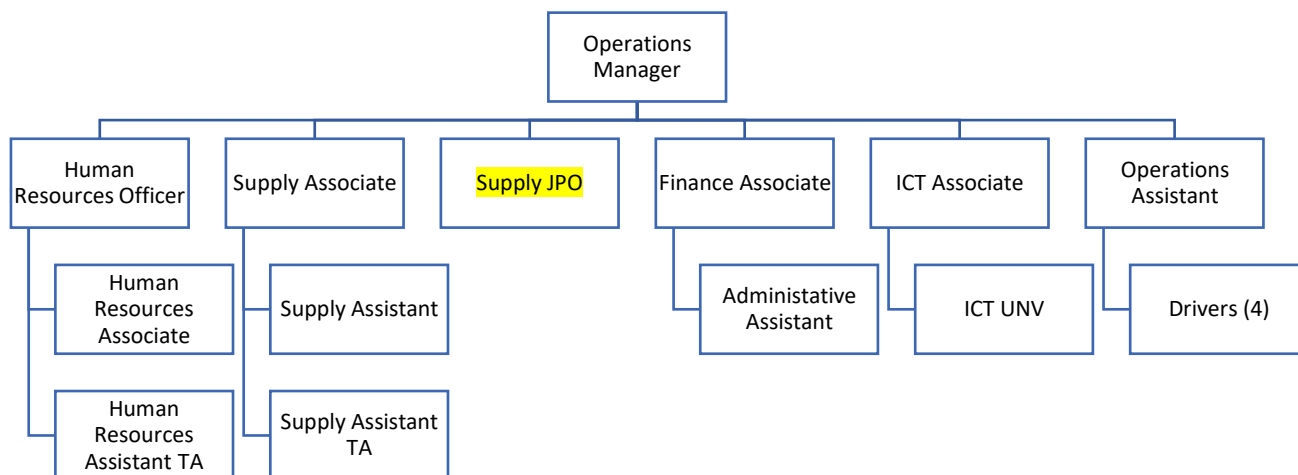 Operations
Manager
Human
Resources Officer
Supply Associate
Supply JPO
Finance Associate
ICT Associate
Operations
Assistant
Human
Resources
Associate
Supply Assistant
Administative
Assistant
ICT UNV
Drivers (4)
Human
Resources
Assistant TA
Supply Assistant
TA